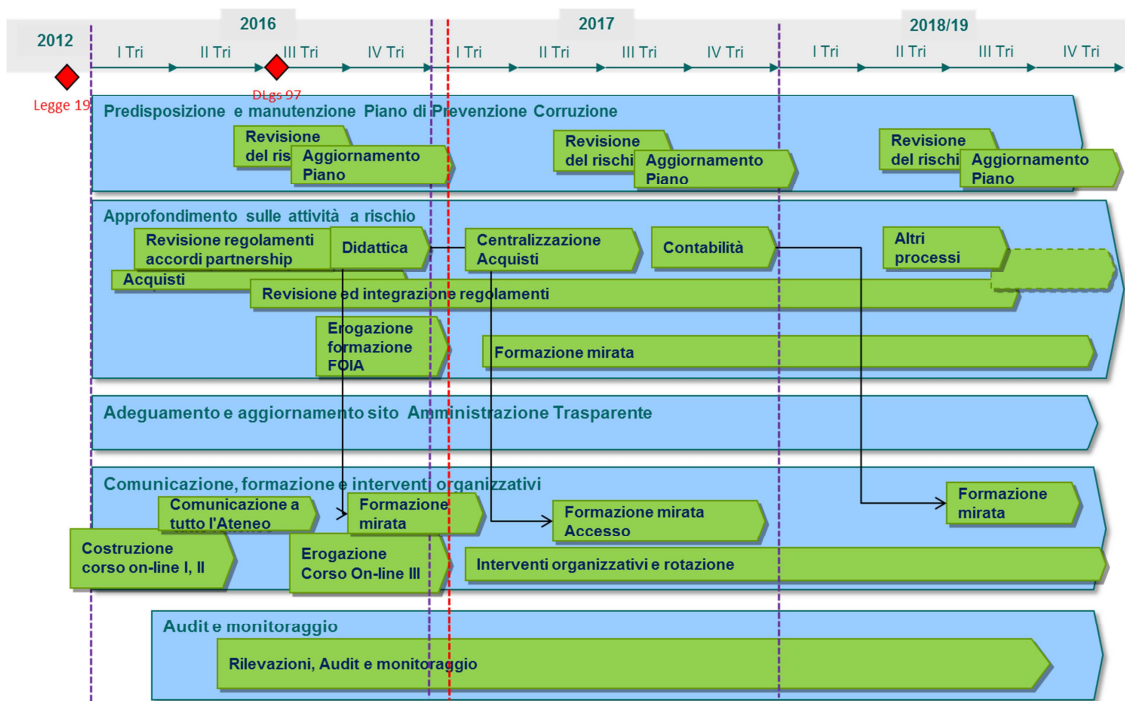 2012
2016
2017
2018/19
I Tri
II Tri
III Tri
IV Tri
I Tri
II Tri
III Tri
IV Tri
I Tri
II Tri
III Tri
IV Tri
Legge 19
DLgs 97
Predisposizione e manutenzione Piano di Prevenzione Corruzione
Revisione
del ris
Aggiornamento
Piano
Revisione
del rischi
Aggiornamento
Piano
Revisione
del rischi
Aggiornamento
Piano
Approfondimento sulle attività a rischio
Revisione regolamenti
accordi partnership
Didattica
Centralizzazione
Acquisti
Contabilità
Altri
processi
Acquisti
Revisione ed integrazione regolamenti
Erogazione
formazione
FOIA
Formazione mirata
Adeguamento e aggiornamento sito Amministrazione Trasparente
Comunicazione, formazione e interventi organizzativi
Comunicazione a
tutto l'Ateneo
Formazione
mirata
Formazione mirata
Accesso
Formazione
mirata
Costruzione
corso on-line I, II
Erogazione
Corso On-line III
Interventi organizzativi e rotazione
Audit e monitoraggio
Rilevazioni, Audit e monitoraggio